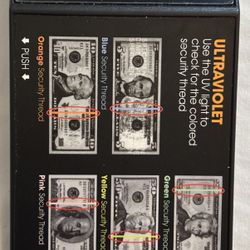 ULTRAVIOLET
Use the UV light to
check for the colored
security thread
Blue Security Thread
Orange Security Thread
Green Security Thread
Yellow Security Thread
Pink Security Thread
↓ PUSH ↓